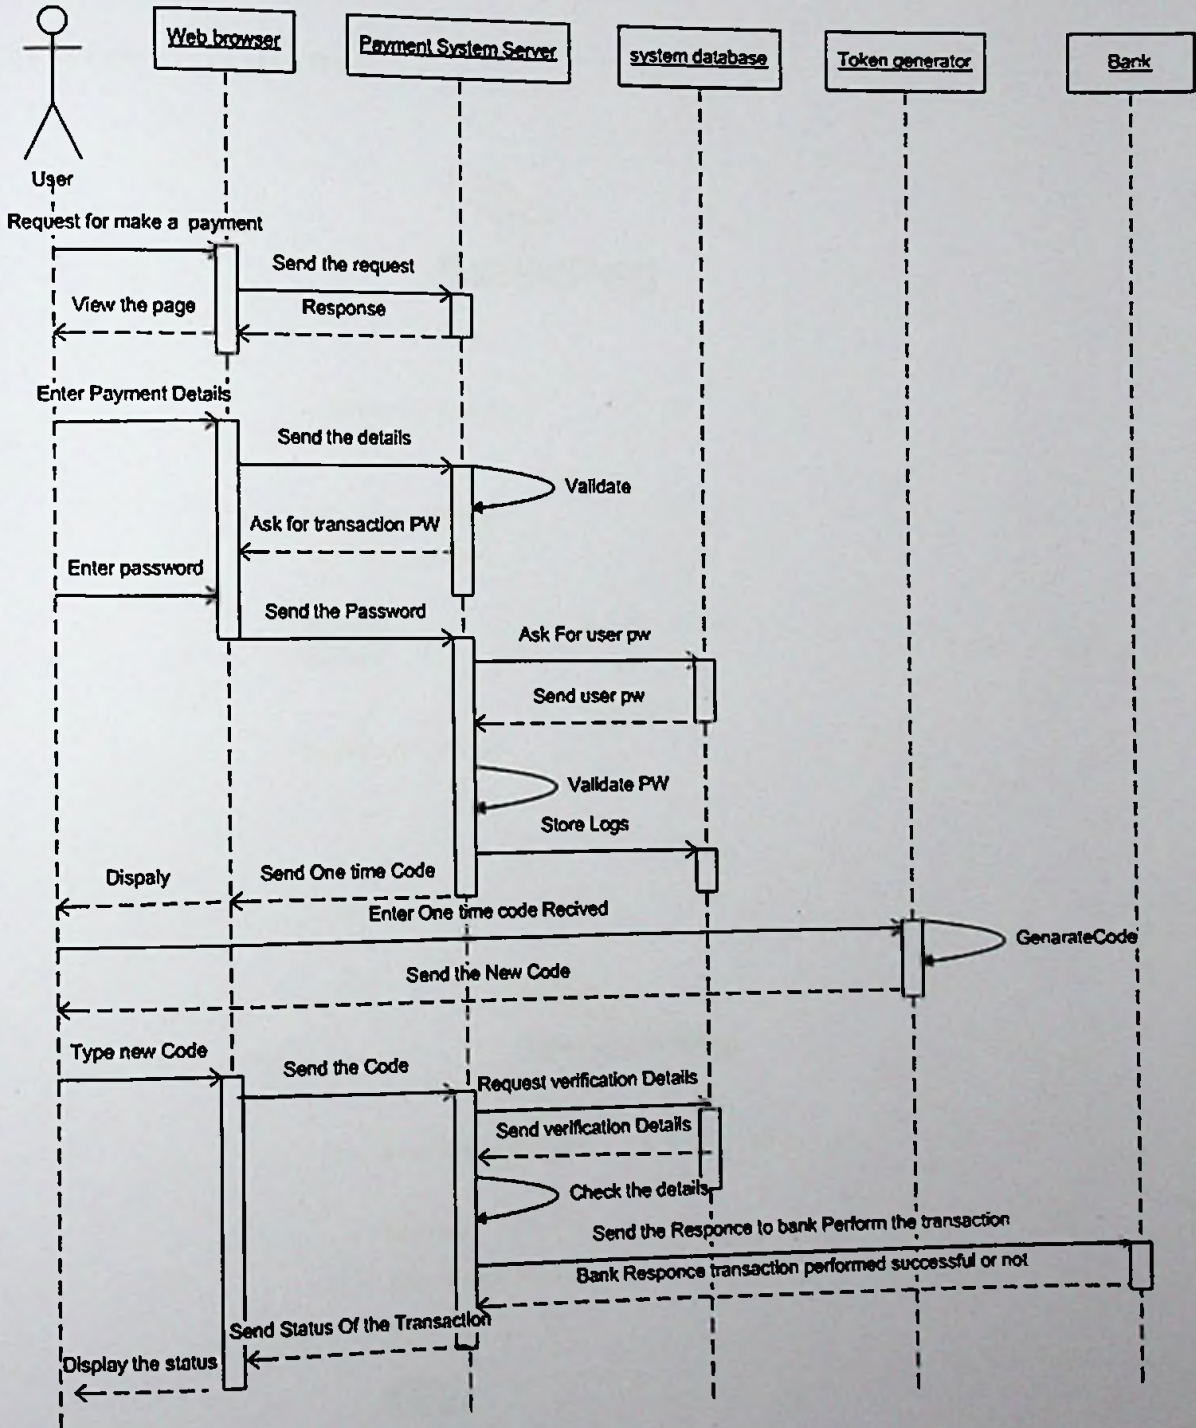 Web browser
Payment System Server
system database
Token generator
Bank
User
Request for make a payment
Send the request
View the page
Response
Enter Payment Details
Send the details
Validate
Ask for transaction PW
Enter password
Send the Password
Ask For user pw
Send user pw
Validate PW
Store Logs
Send One time Code
Dispaly
Enter One time code Recived
GenarateCode
Send the New Code
Type new Code
Send the Code
Request verification Details
Send verification Details
Check the details
Send the Responce to bank Perform the transaction
Bank Responce transaction performed successful or not
Send Status Of the Transaction
Display the status